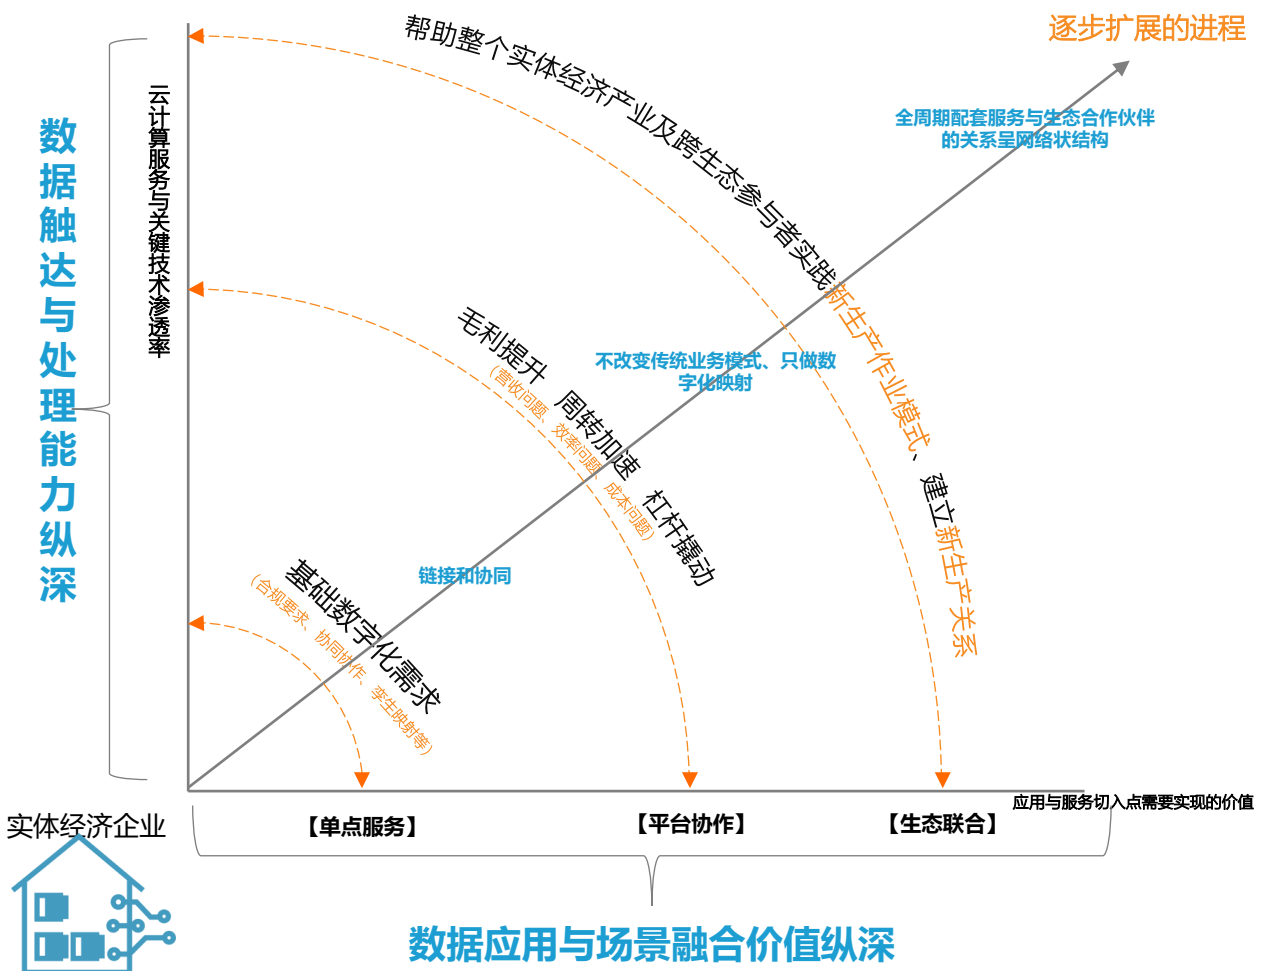 逐步扩展的进程
帮助整个实体经济产业及跨生态参与者实践新生产作业模式、建立新生产关系
全周期配套服务与生态合作伙伴
的关系呈网络状结构
数据触达与处理能力纵深
云计算服务与关键技术渗透率
毛利提升 周转加速 杠杆撬动
（营收问题、效率问题、成本问题）
不改变传统业务模式、只做数
字化映射
链接和协同
基础数字化需求
（合规要求、协同协作、孪生映射等）
应用与服务切入点需要实现的价值
实体经济企业
【单点服务】
【平台协作】
【生态联合】
数据应用与场景融合价值纵深